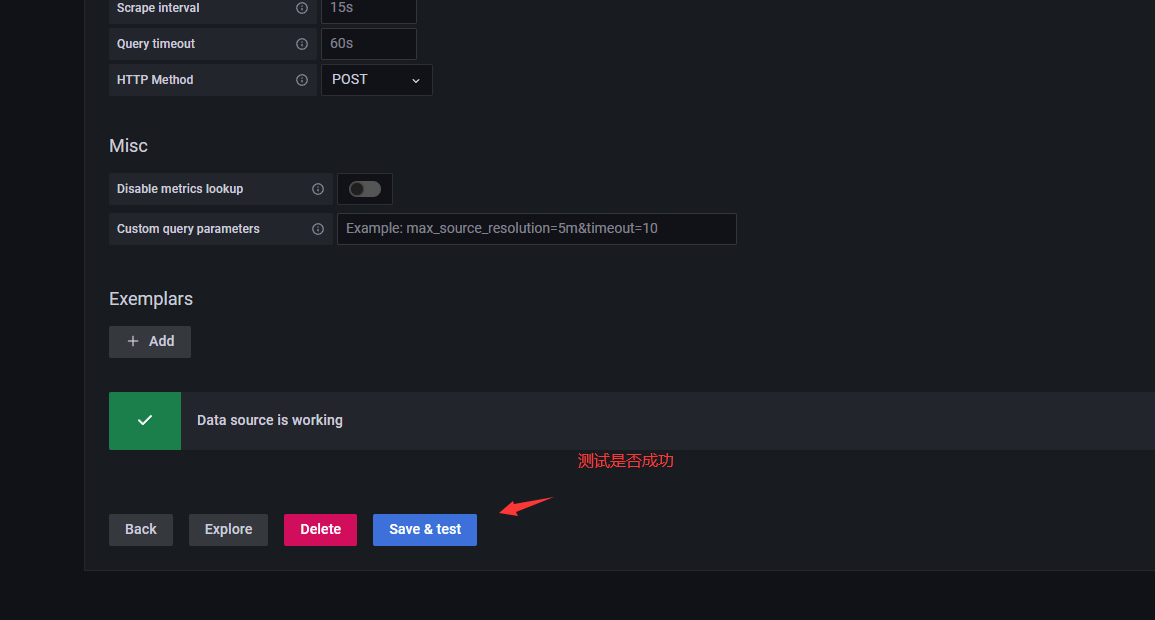 Scrape interval 15s
Query timeout 60s
HTTP Method POST
Misc
Disable metrics lookup
Custom query parameters Example: max_source_resolution=5m&timeout=10
Exemplars
+ Add
Data source is working
测试是否成功
Back Explore Delete Save & test